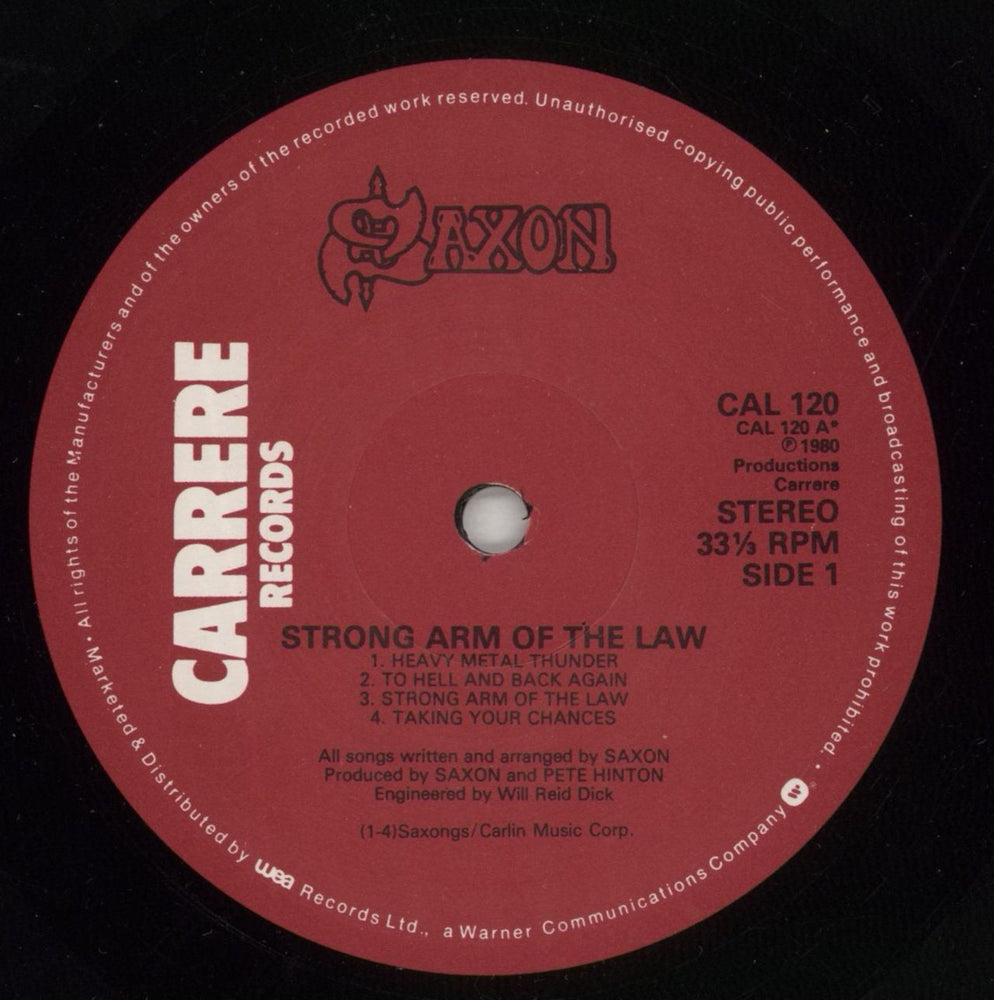 All rights of the Manufacturers and of the owners of the recorded work reserved. Unauthorised copying public performance and broadcasting of this work prohibited. •
SAXON
CARRERE
RECORDS
CAL 120
CAL 120 A*
℗ 1980
Productions
Carrere
STEREO
33⅓ RPM
SIDE 1
STRONG ARM OF THE LAW
1. HEAVY METAL THUNDER
2. TO HELL AND BACK AGAIN
3. STRONG ARM OF THE LAW
4. TAKING YOUR CHANCES
All songs written and arranged by SAXON
Produced by SAXON and PETE HINTON
Engineered by Will Reid Dick
(1-4)Saxongs/Carlin Music Corp.
• Marketed & Distributed by wea Records Ltd., a Warner Communications Company